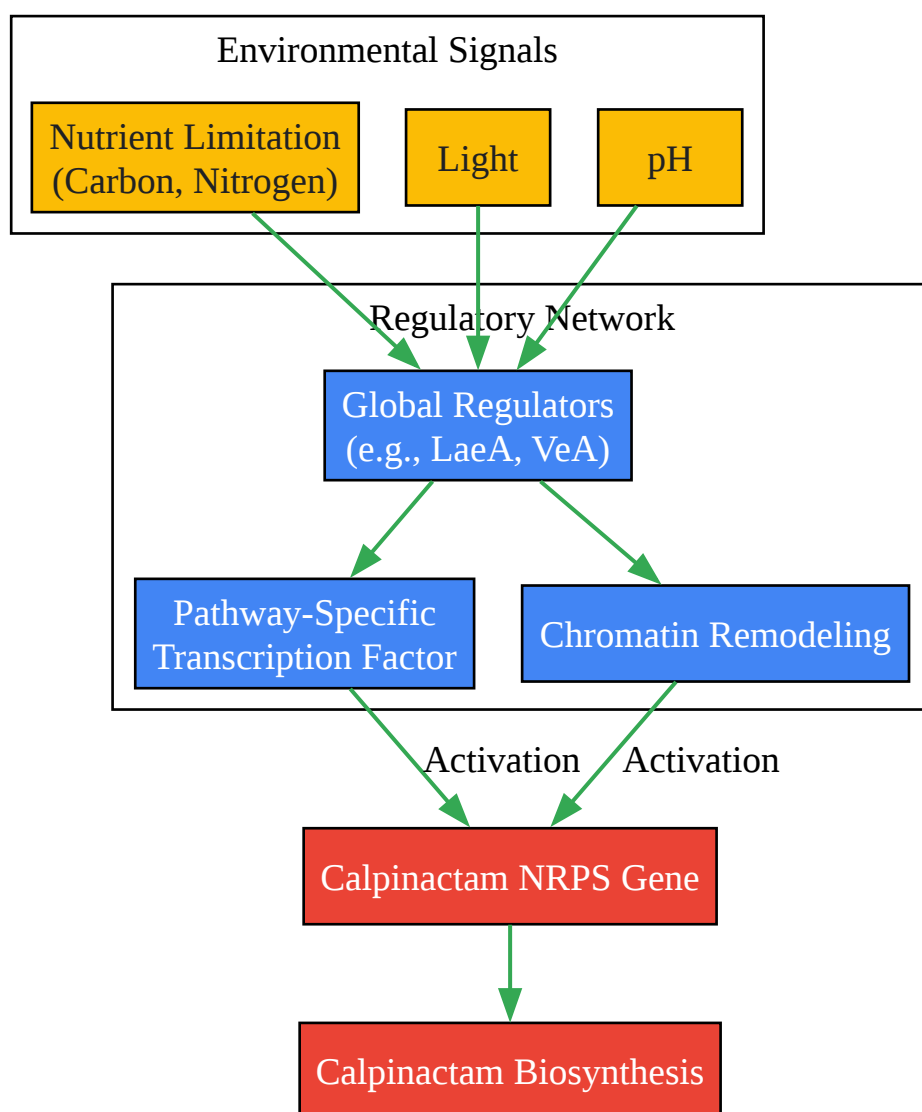 Environmental Signals
Nutrient Limitation
(Carbon, Nitrogen)
Light
pH
Regulatory Network
Global Regulators
(e.g., LaeA, VeA)
Pathway-Specific
Transcription Factor
Chromatin Remodeling
Activation
Activation
Calpinactam NRPS Gene
Calpinactam Biosynthesis